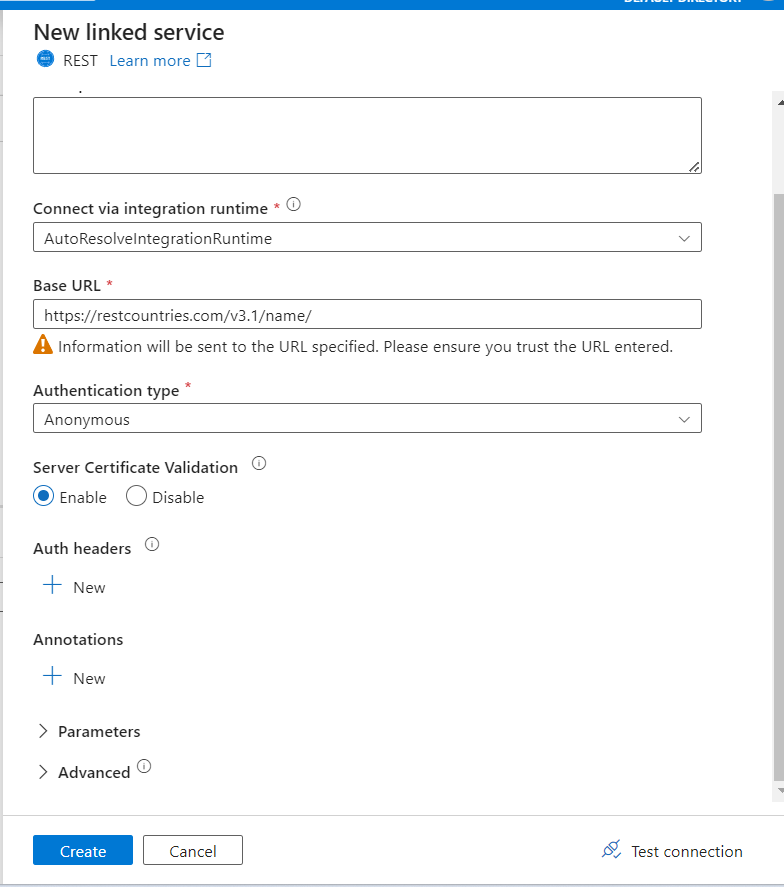 DEFAULT DIRECTORY
New linked service
REST Learn more
Connect via integration runtime *
AutoResolveIntegrationRuntime
Base URL *
https://restcountries.com/v3.1/name/
Information will be sent to the URL specified. Please ensure you trust the URL entered.
Authentication type *
Anonymous
Server Certificate Validation
Enable Disable
Auth headers
New
Annotations
New
Parameters
Advanced
Create Cancel Test connection